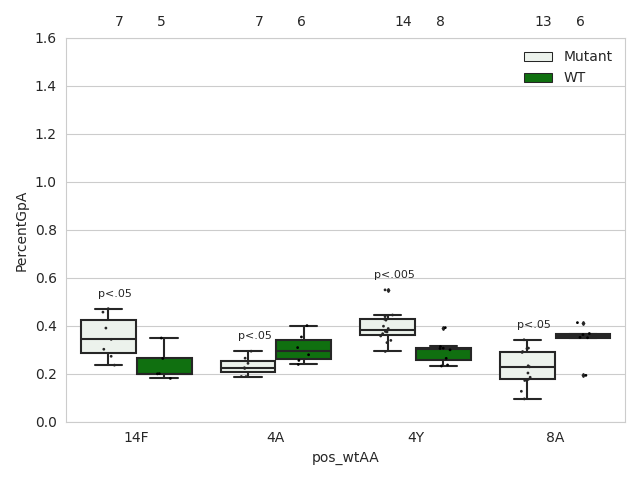 7 5 7 6 14 8 13 6
1.6
Mutant
WT
1.4
1.2
1.0
0.8
0.6
0.4
0.2
0.0
PercentGpA
p<.05
p<.05
p<.005
p<.05
14F 4A 4Y 8A
pos_wtAA